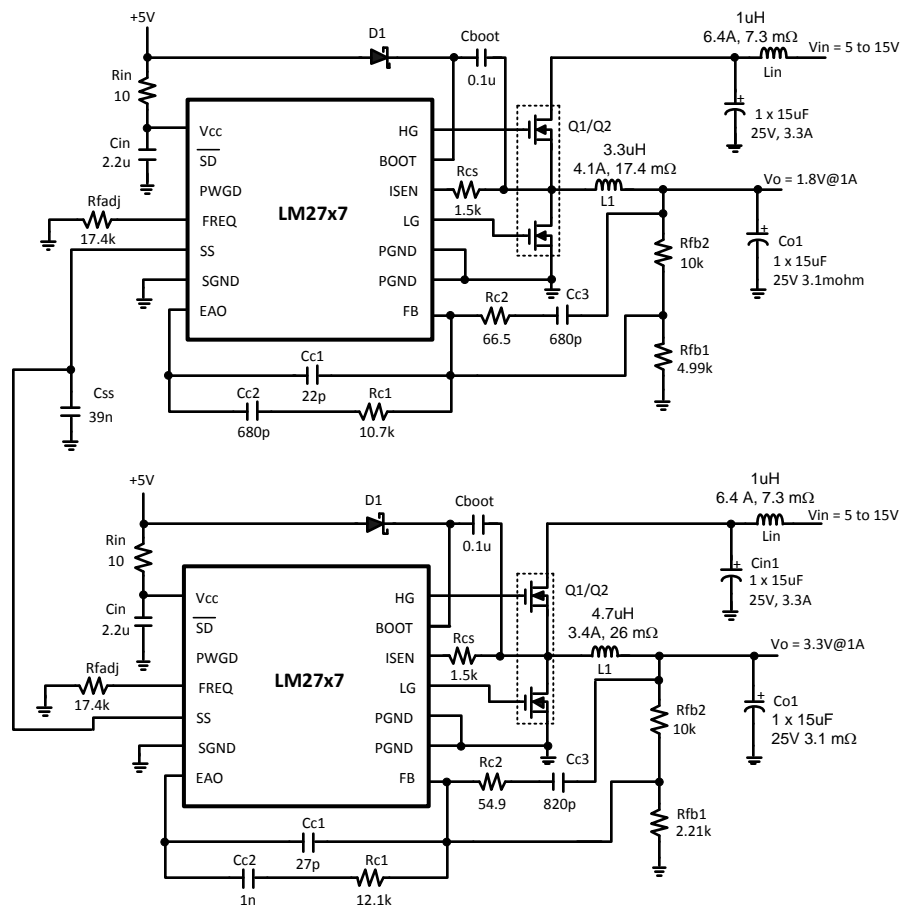 1uH
6.4A, 7.3 mΩ
Vin = 5 to 15V
Lin
+5V
D1
Cboot
0.1u
Rin
10
1 x 15uF
25V, 3.3A
Cin
2.2u
Vcc
SD
PWGD
FREQ
SS
SGND
EAO
LM27x7
HG
BOOT
ISEN
LG
PGND
PGND
FB
Q1/Q2
Rcs
1.5k
3.3uH
4.1A, 17.4 mΩ
L1
Vo = 1.8V@1A
Rfadj
17.4k
Rfb2
10k
Co1
1 x 15uF
25V 3.1mohm
Rc2
66.5
Cc3
680p
Rfb1
4.99k
Cc1
22p
Cc2
680p
Rc1
10.7k
Css
39n
1uH
6.4 A, 7.3 mΩ
Vin = 5 to 15V
Lin
+5V
D1
Cboot
0.1u
Rin
10
Cin1
1 x 15uF
25V, 3.3A
Cin
2.2u
Vcc
SD
PWGD
FREQ
SS
SGND
EAO
LM27x7
HG
BOOT
ISEN
LG
PGND
PGND
FB
Q1/Q2
Rcs
1.5k
4.7uH
3.4A, 26 mΩ
L1
Vo = 3.3V@1A
Rfadj
17.4k
Rfb2
10k
Co1
1 x 15uF
25V 3.1 mΩ
Rc2
54.9
Cc3
820p
Rfb1
2.21k
Cc1
27p
Cc2
1n
Rc1
12.1k